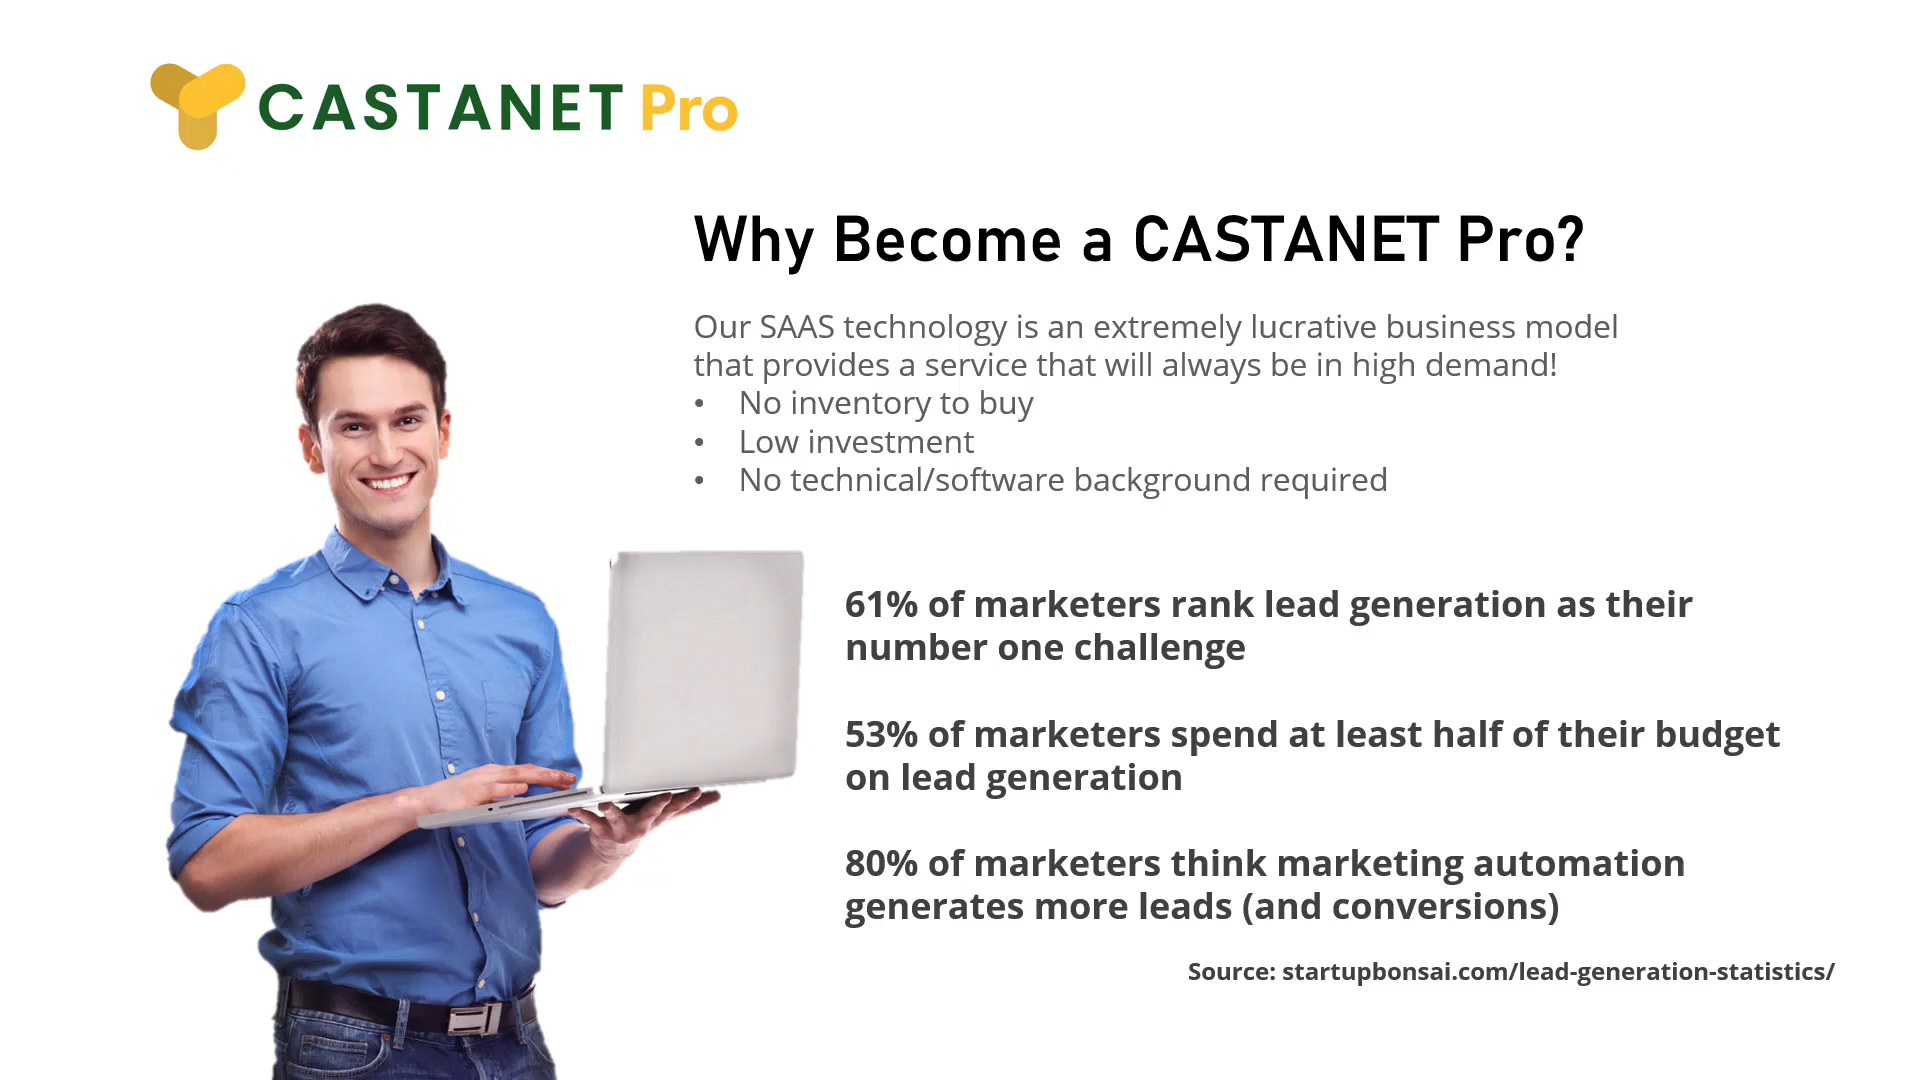 CASTANET Pro
Why Become a CASTANET Pro?
Our SAAS technology is an extremely lucrative business model
that provides a service that will always be in high demand!
• No inventory to buy
• Low investment
• No technical/software background required
61% of marketers rank lead generation as their
number one challenge
53% of marketers spend at least half of their budget
on lead generation
80% of marketers think marketing automation
generates more leads (and conversions)
Source: startupbonsai.com/lead-generation-statistics/